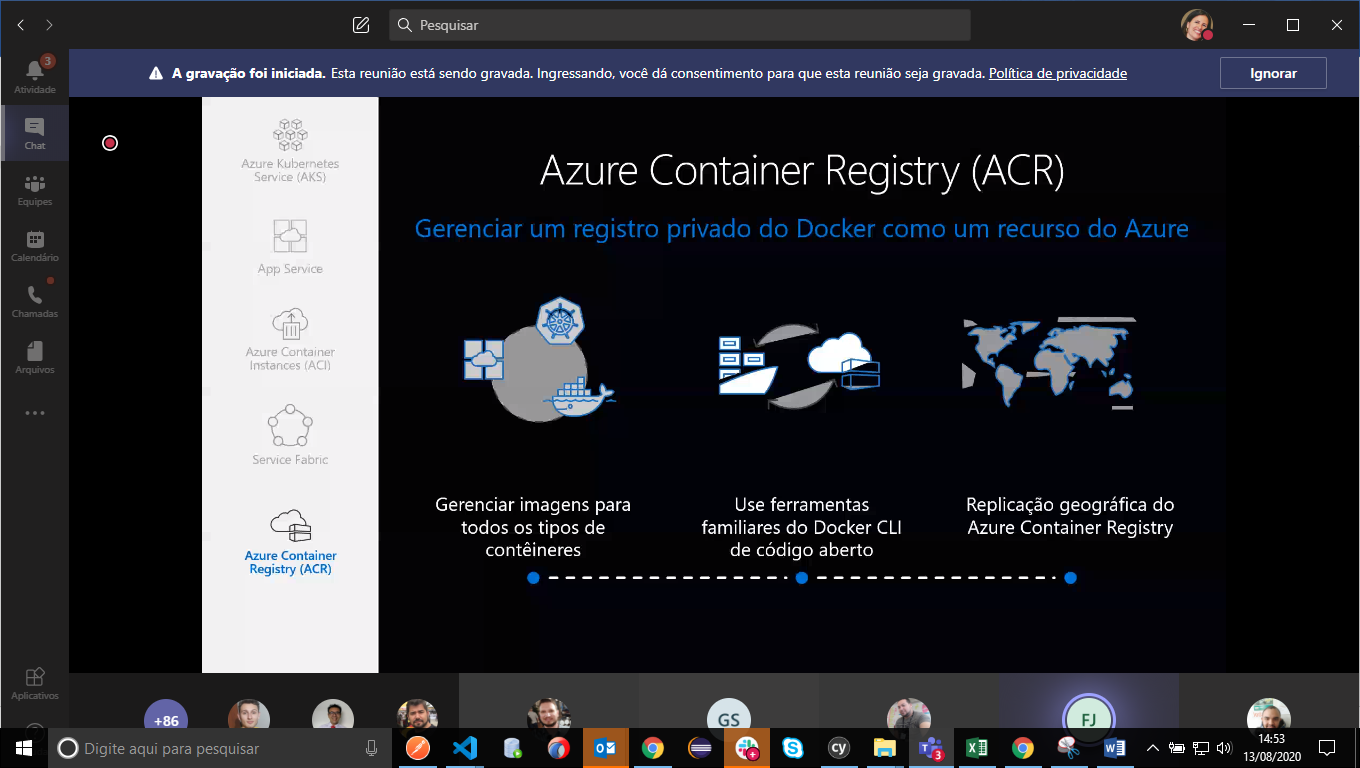 Pesquisar
A gravação foi iniciada. Esta reunião está sendo gravada. Ingressando, você dá consentimento para que esta reunião seja gravada. Política de privacidade
Ignorar
3
Atividade
Chat
Equipes
Calendário
Chamadas
Arquivos
Aplicativos
Azure Kubernetes
Service (AKS)
App Service
Azure Container
Instances (ACI)
Service Fabric
Azure Container
Registry (ACR)
Azure Container Registry (ACR)
Gerenciar um registro privado do Docker como um recurso do Azure
Gerenciar imagens para
todos os tipos de
contêineres
Use ferramentas
familiares do Docker CLI
de código aberto
Replicação geográfica do
Azure Container Registry
+86
GS
FJ
Digite aqui para pesquisar
cy
3
14:53
13/08/2020